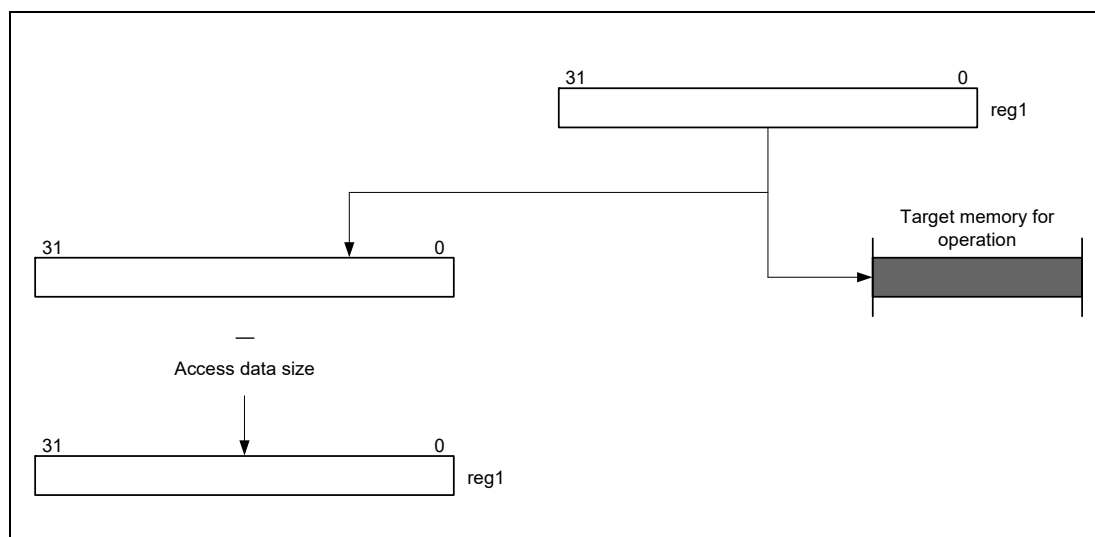 31 0
reg1
Target memory for
operation
31 0
—
Access data size
31 0
reg1